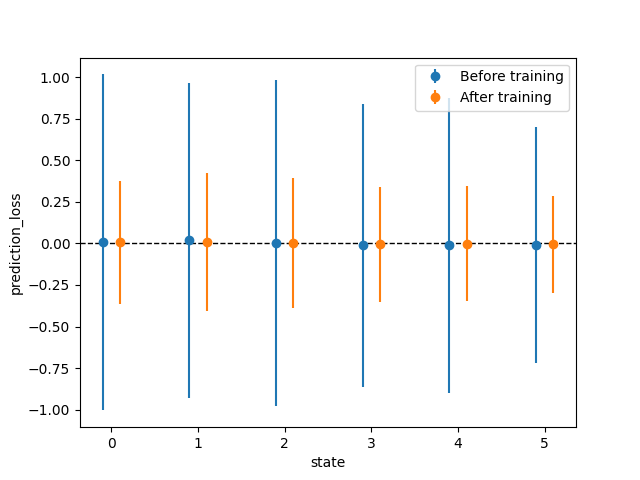 Before training
After training
1.00
0.75
0.50
0.25
0.00
−0.25
−0.50
−0.75
−1.00
prediction_loss
0 1 2 3 4 5
state